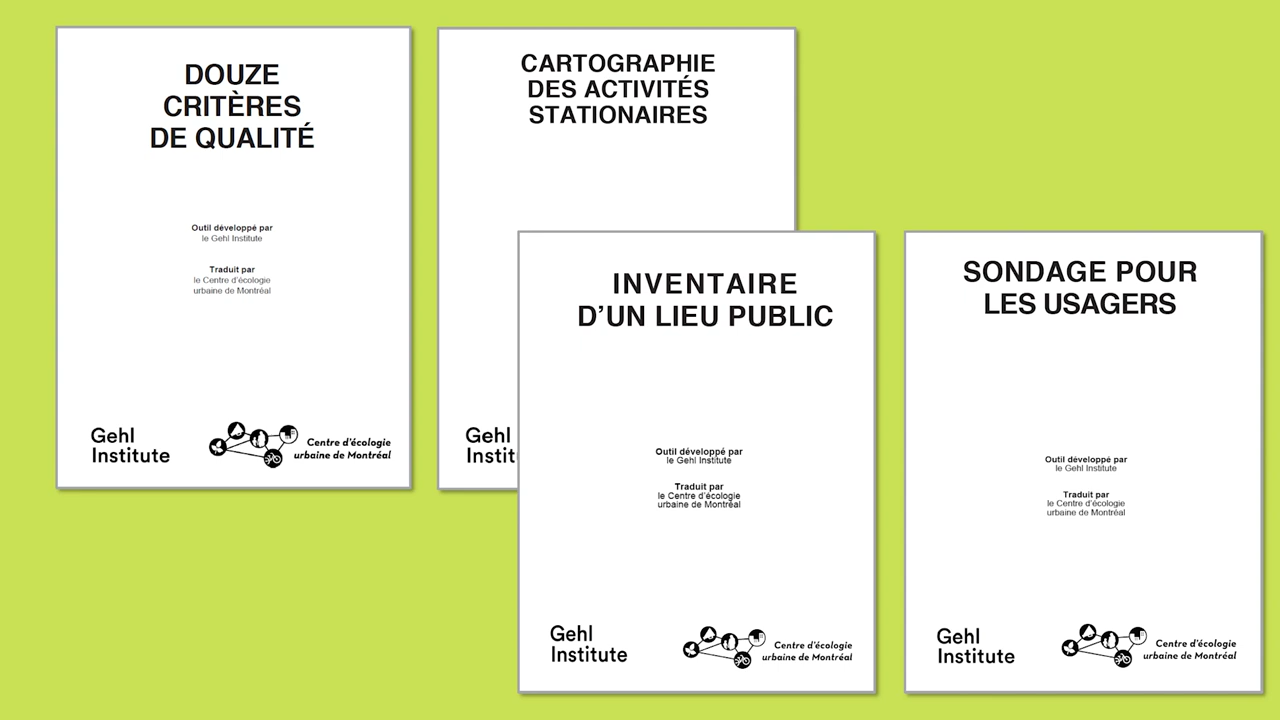 DOUZE
CRITÈRES
DE QUALITÉ
Outil développé par
le Gehl Institute
Traduit par
le Centre d'écologie
urbaine de Montréal
Gehl
Institute
Centre d'écologie
urbaine de Montréal
CARTOGRAPHIE
DES ACTIVITÉS
STATIONAIRES
Gehl
Instit
INVENTAIRE
D'UN LIEU PUBLIC
Outil développé par
le Gehl Institute
Traduit par
le Centre d'écologie
urbaine de Montréal
Gehl
Institute
Centre d'écologie
urbaine de Montréal
SONDAGE POUR
LES USAGERS
Outil développé par
le Gehl Institute
Traduit par
le Centre d'écologie
urbaine de Montréal
Gehl
Institute
Centre d'écologie
urbaine de Montréal